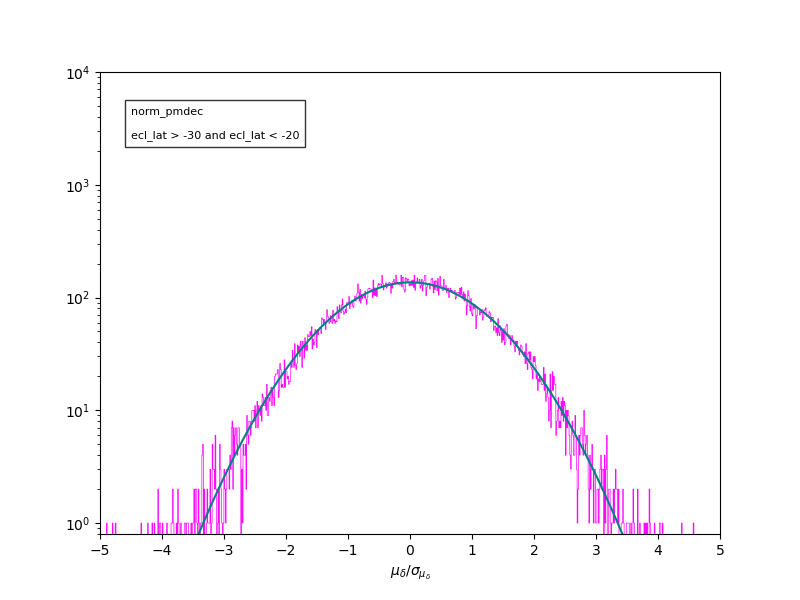 10⁴
norm_pmdec
ecl_lat > -30 and ecl_lat < -20
10³
10²
10¹
10⁰
−5 −4 −3 −2 −1 0 1 2 3 4 5
μ_δ/σ_μ_δ